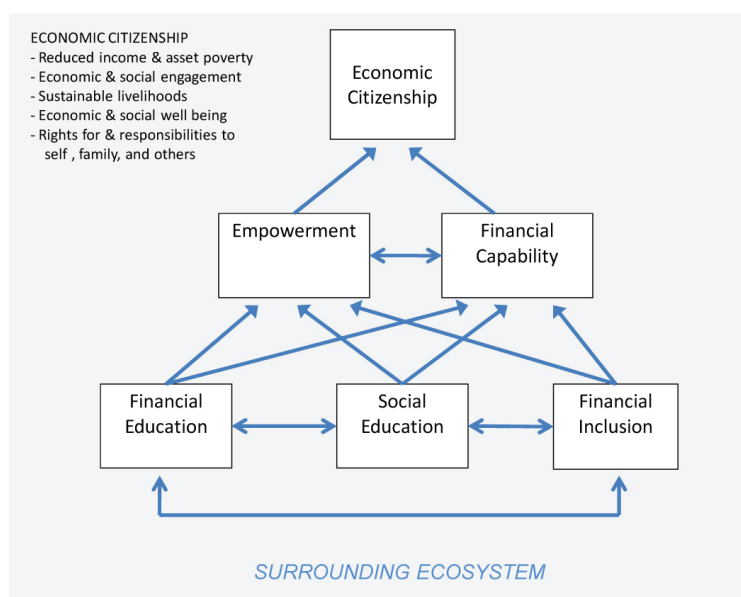 ECONOMIC CITIZENSHIP
- Reduced income & asset poverty
- Economic & social engagement
- Sustainable livelihoods
- Economic & social well being
- Rights for & responsibilities to
self , family, and others
Economic
Citizenship
Empowerment
Financial
Capability
Financial
Education
Social
Education
Financial
Inclusion
SURROUNDING ECOSYSTEM